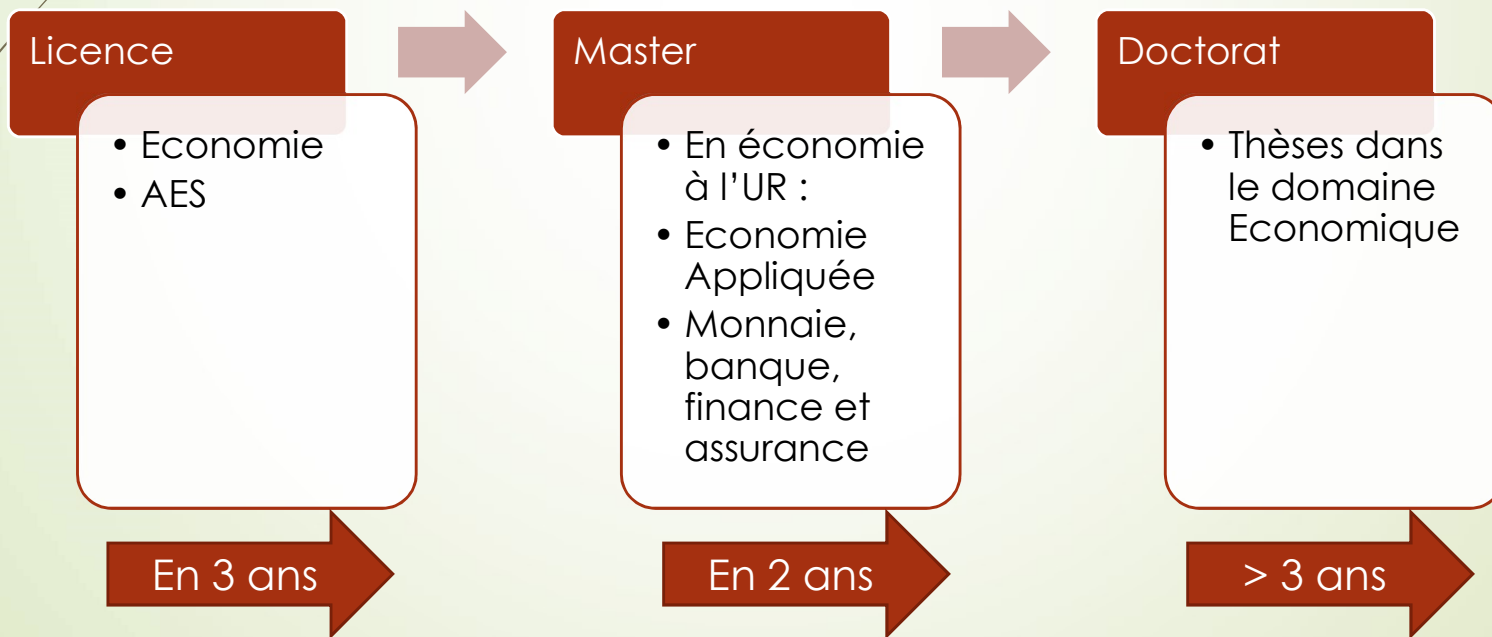 Licence
• Economie
• AES
En 3 ans
Master
• En économie
à l’UR :
• Economie
Appliquée
• Monnaie,
banque,
finance et
assurance
En 2 ans
Doctorat
• Thèses dans
le domaine
Economique
> 3 ans